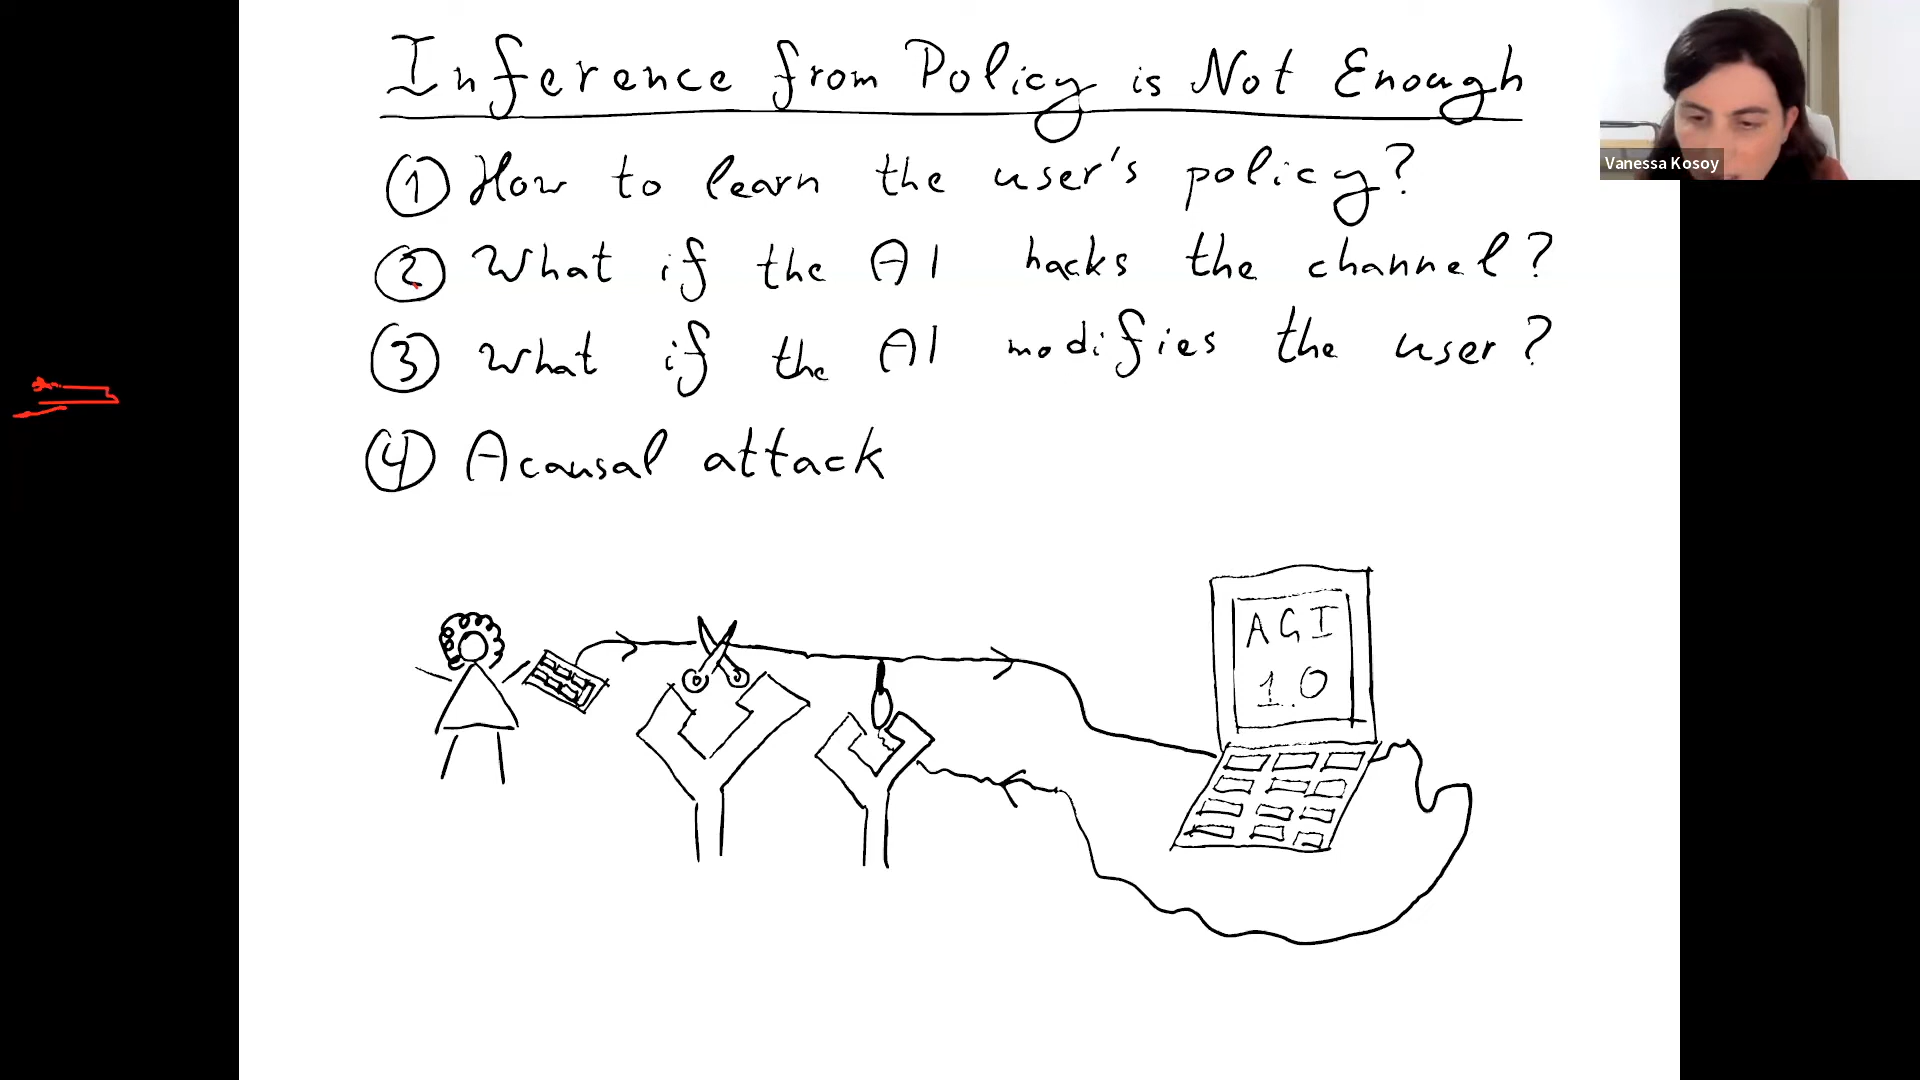 Inference from Policy is Not Enough
Vanessa Kosoy
1 How to learn the user's policy?
2 What if the AI hacks the channel?
3 What if the AI modifies the user?
4 Acausal attack
AGI
1.0